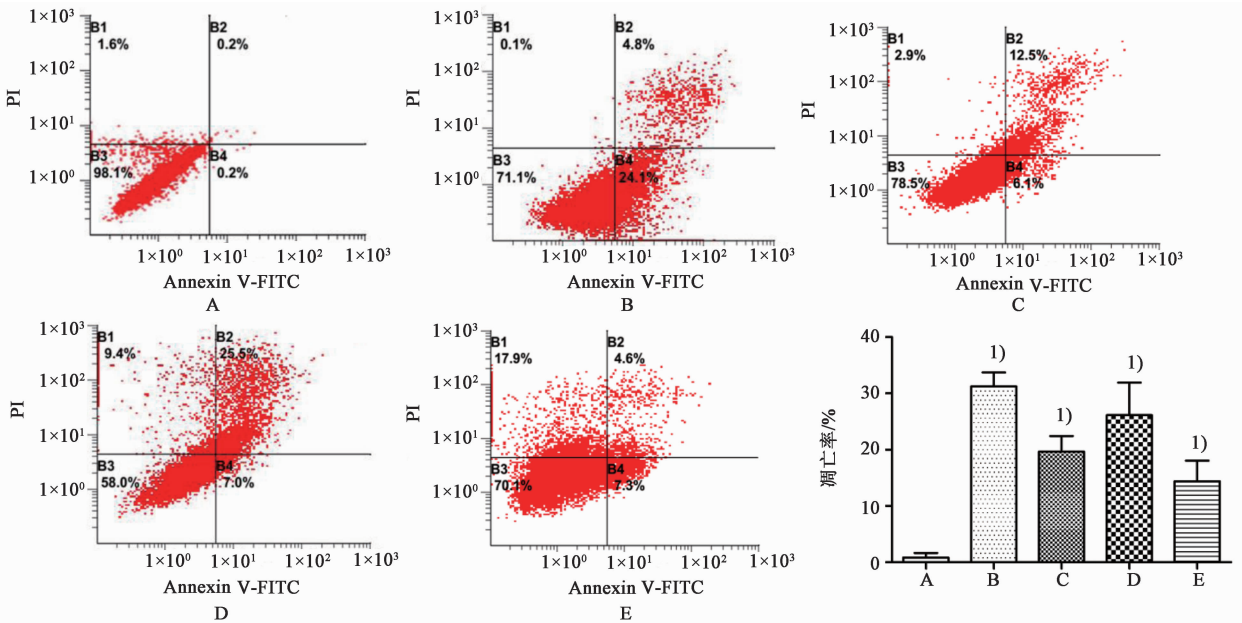 1×10³
1×10²
1×10¹
1×10⁰
PI
B1
1.6%
B2
0.2%
B3
98.1%
B4
0.2%
1×10⁰ 1×10¹ 1×10² 1×10³
Annexin V-FITC
A
1×10³
1×10²
1×10¹
1×10⁰
PI
B1
0.1%
B2
4.8%
B3
71.1%
B4
24.1%
1×10⁰ 1×10¹ 1×10² 1×10³
Annexin V-FITC
B
1×10³
1×10²
1×10¹
1×10⁰
PI
B1
2.9%
B2
12.5%
B3
78.5%
B4
6.1%
1×10⁰ 1×10¹ 1×10² 1×10³
Annexin V-FITC
C
1×10³
1×10²
1×10¹
1×10⁰
PI
B1
9.4%
B2
25.5%
B3
58.0%
B4
7.0%
1×10⁰ 1×10¹ 1×10² 1×10³
Annexin V-FITC
D
1×10³
1×10²
1×10¹
1×10⁰
PI
B1
17.9%
B2
4.6%
B3
70.1%
B4
7.3%
1×10⁰ 1×10¹ 1×10² 1×10³
Annexin V-FITC
E
40
30
20
10
0
凋亡率/%
1)
1)
1)
1)
A B C D E